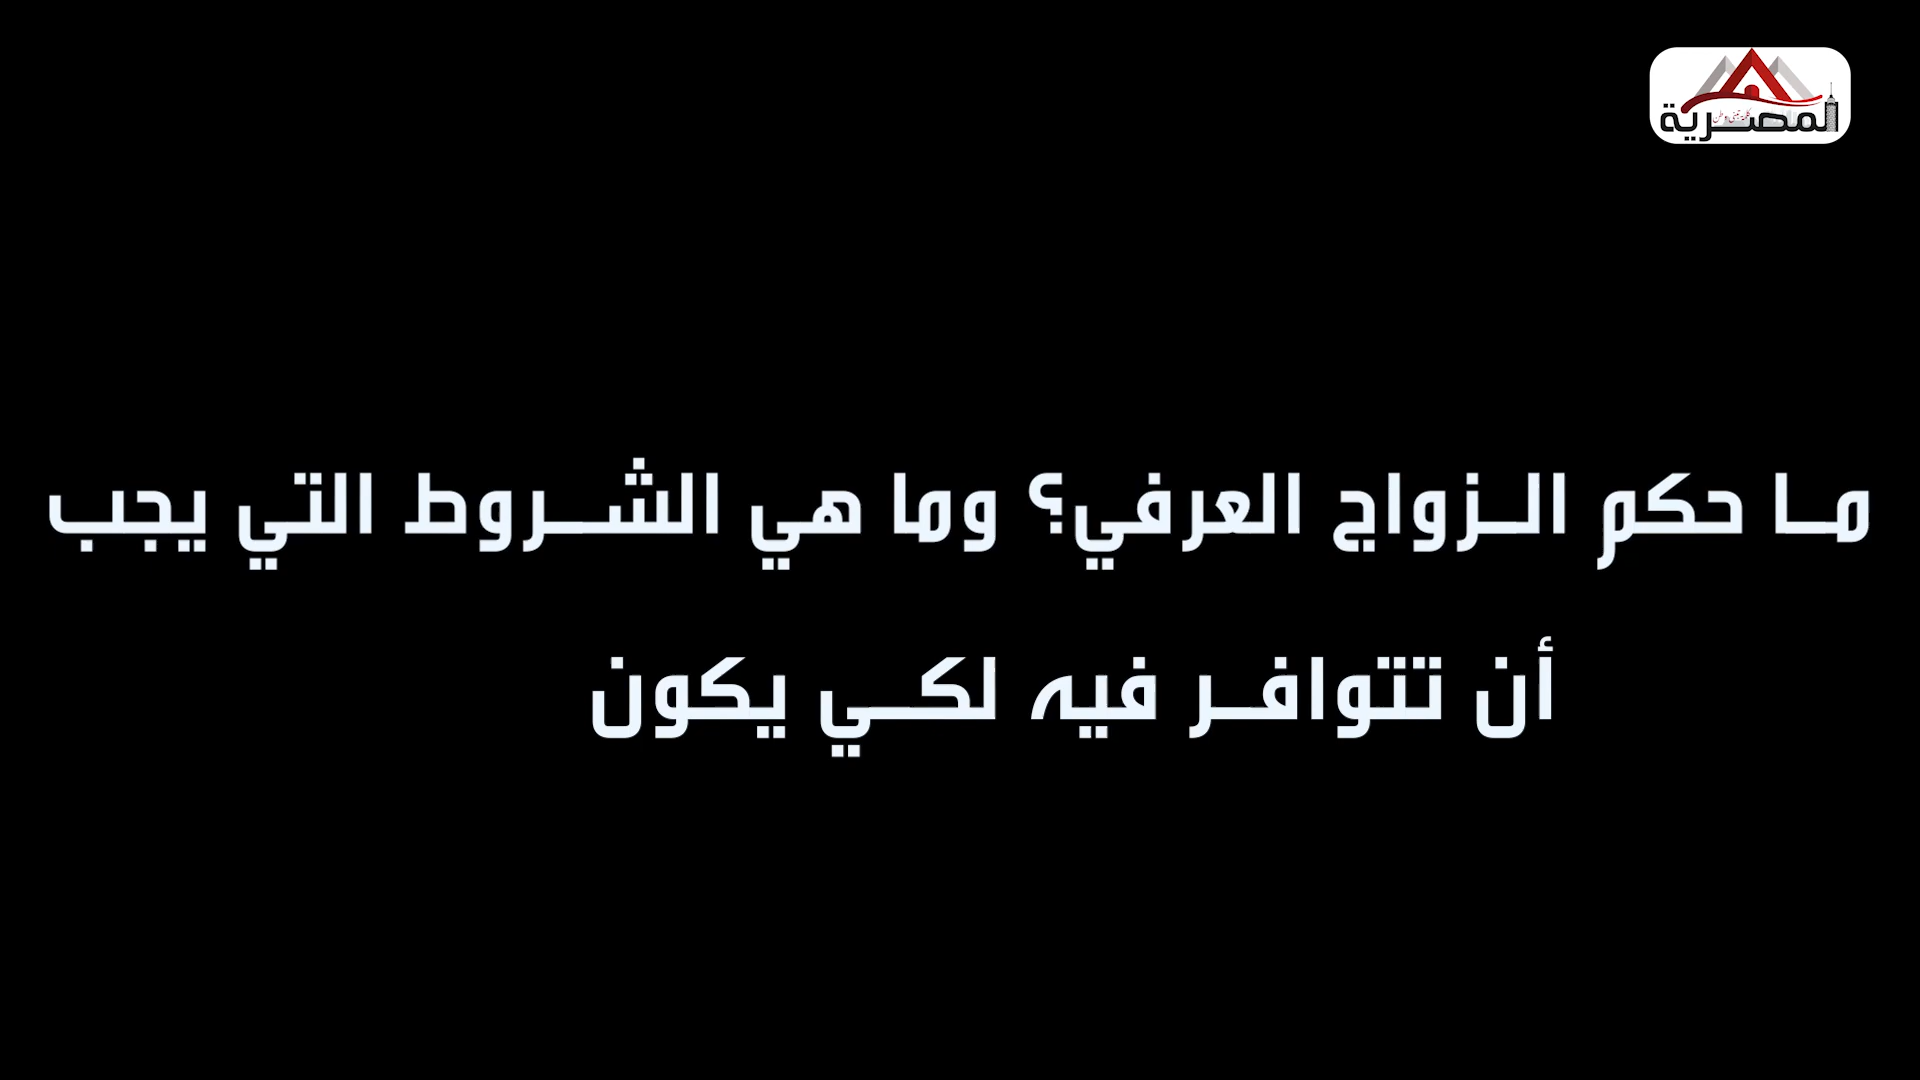 المصرية
ما حكم الزواج العرفي؟ وما هي الشروط التي يجب
أن تتوافر فيه لكي يكون